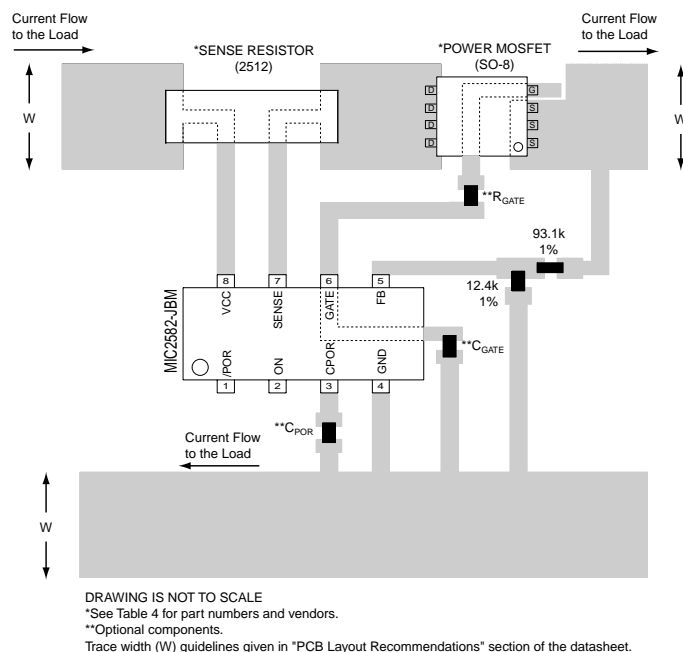 Current Flow
to the Load
Current Flow
to the Load
*SENSE RESISTOR
(2512)
*POWER MOSFET
(SO-8)
W
W
D
D
D
D
G
S
S
S
**RGATE
93.1k
1%
12.4k
1%
8
7
6
5
VCC
SENSE
GATE
FB
MIC2582-JBM
/POR
ON
CPOR
GND
1
2
3
4
**CGATE
**CPOR
Current Flow
to the Load
W
DRAWING IS NOT TO SCALE
*See Table 4 for part numbers and vendors.
**Optional components.
Trace width (W) guidelines given in "PCB Layout Recommendations" section of the datasheet.